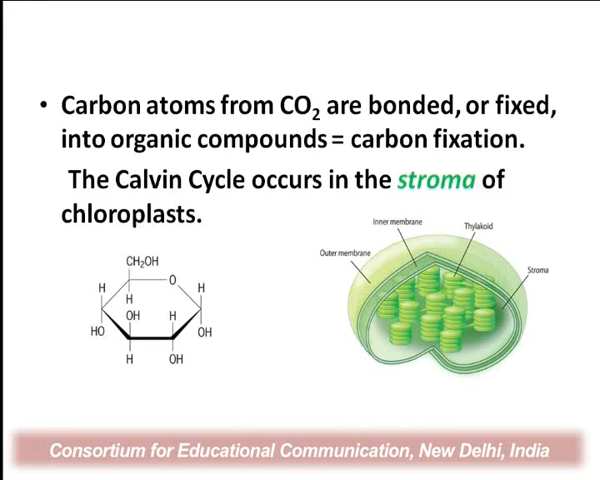 • Carbon atoms from CO₂ are bonded, or fixed,
into organic compounds = carbon fixation.
The Calvin Cycle occurs in the stroma of
chloroplasts.
Inner membrane
Thylakoid
Outer membrane
Stroma
CH₂OH
O
H
H
H
OH
H
HO
OH
H
OH
Consortium for Educational Communication, New Delhi, India